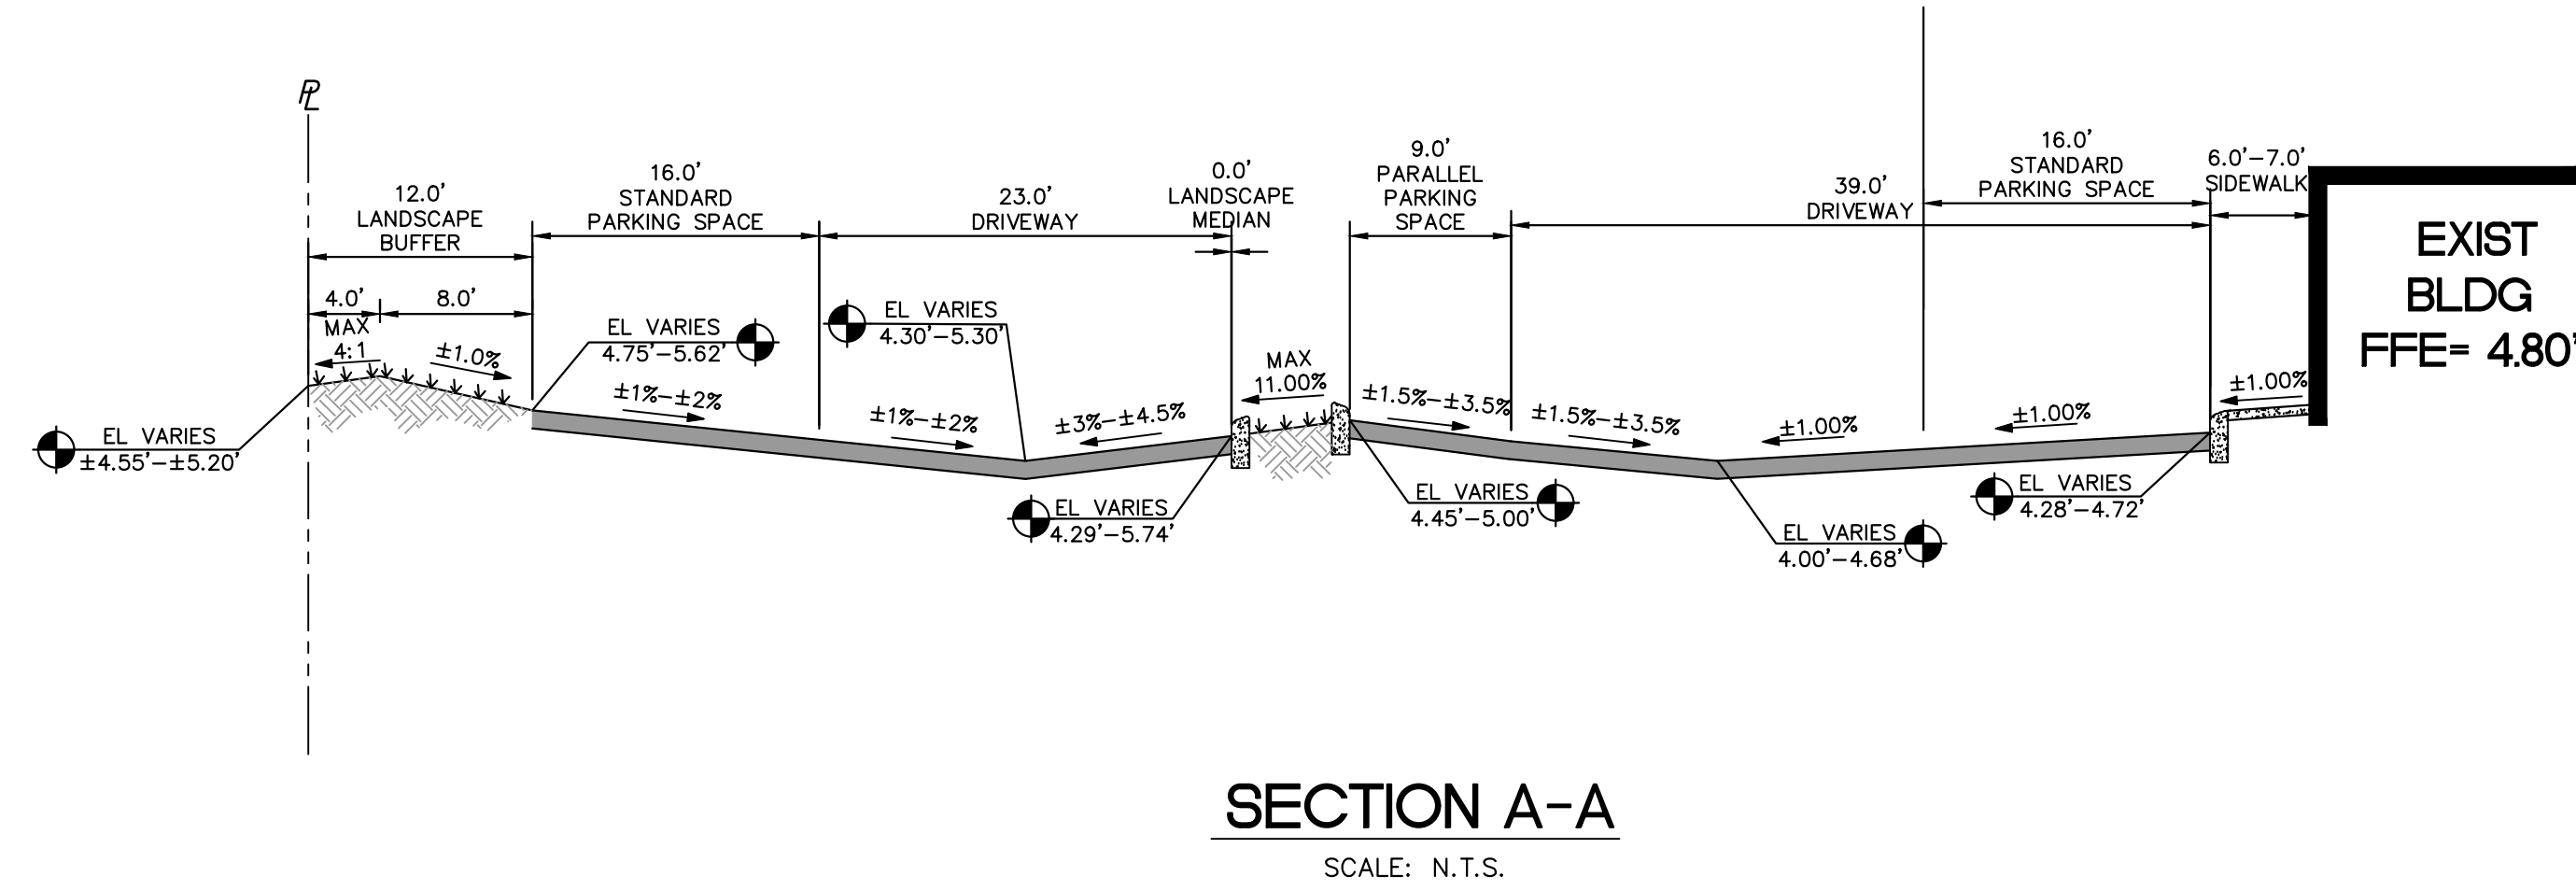 PL
12.0'
LANDSCAPE
BUFFER
4.0'
8.0'
MAX
4:1
±1.0%
EL VARIES
±4.55'-±5.20'
16.0'
STANDARD
PARKING SPACE
EL VARIES
4.75'-5.62'
±1%-±2%
23.0'
DRIVEWAY
EL VARIES
4.30'-5.30'
±1%-±2%
±3%-±4.5%
0.0'
LANDSCAPE
MEDIAN
EL VARIES
4.29'-5.74'
MAX
11.00%
9.0'
PARALLEL
PARKING
SPACE
±1.5%-±3.5%
EL VARIES
4.45'-5.00'
39.0'
DRIVEWAY
±1.5%-±3.5%
±1.00%
EL VARIES
4.00'-4.68'
16.0'
STANDARD
PARKING SPACE
±1.00%
EL VARIES
4.28'-4.72'
6.0'-7.0'
SIDEWALK
±1.00%
EXIST
BLDG
FFE= 4.80'
SECTION A-A
SCALE: N.T.S.